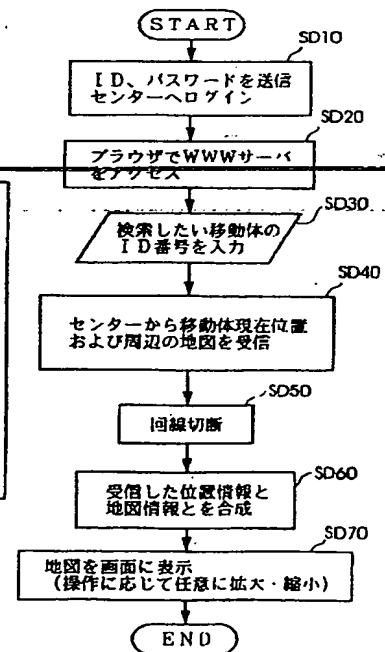 START
SD10
ID、パスワードを送信
センターへログイン
SD20
ブラウザでWWWサーバ
をアクセス
SD30
検索したい移動体の
ID番号を入力
SD40
センターから移動体現在位置
および周辺の地図を受信
SD50
回線切断
SD60
受信した位置情報と
地図情報とを合成
SD70
地図を画面に表示
(操作に応じて任意に拡大・縮小)
END